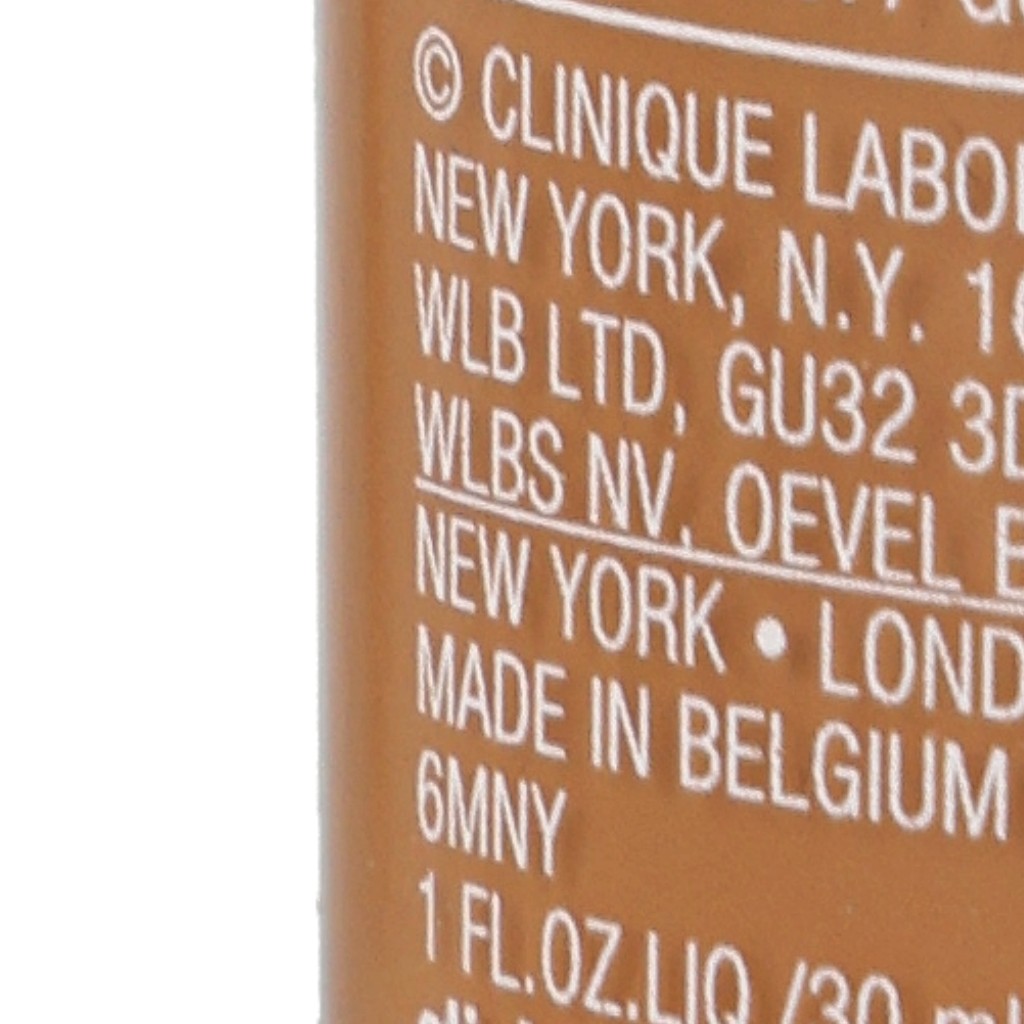 © CLINIQUE LABO
NEW YORK, N.Y. 1
WLB LTD, GU32 3D
WLBS NV, OEVEL
NEW YORK • LOND
MADE IN BELGIUM
6MNY
1 FL.OZ.LIQ /30 ml